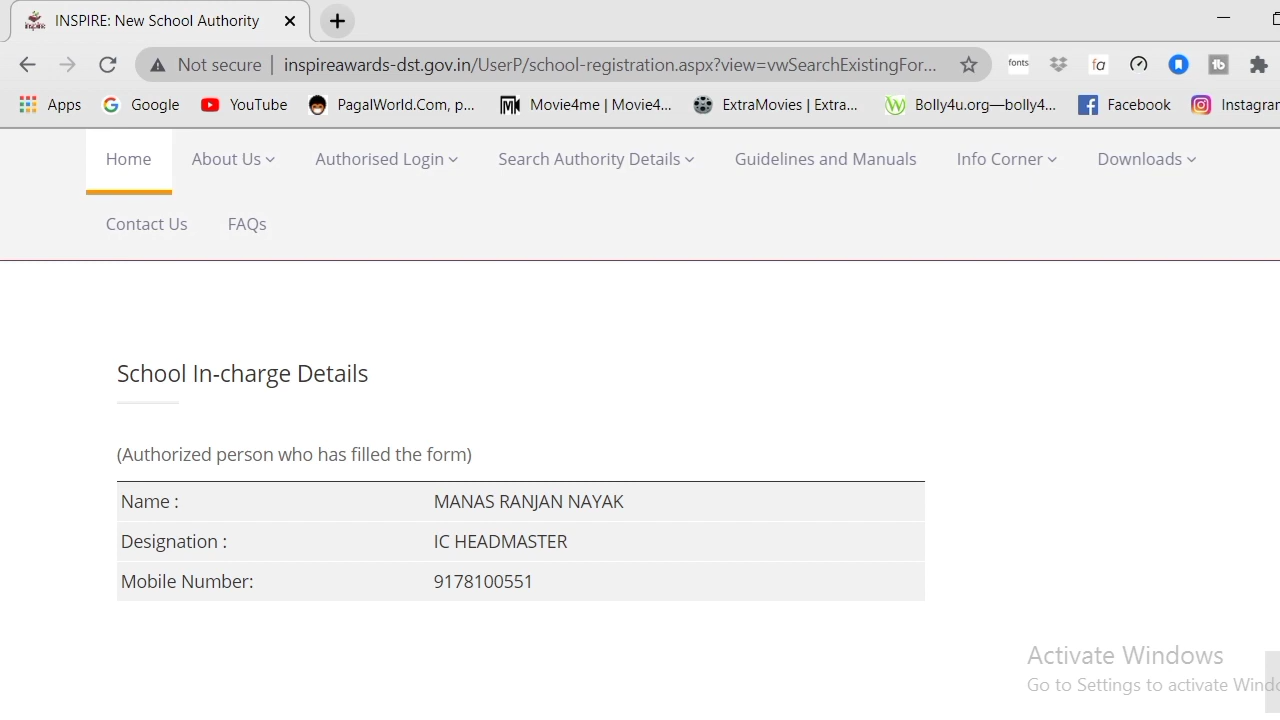 INSPIRE: New School Authority
Not secure | inspireawards-dst.gov.in/UserP/school-registration.aspx?view=vwSearchExistingFor...
fonts fa
Apps Google YouTube PagalWorld.Com, p... Movie4me | Movie4... ExtraMovies | Extra... Bolly4u.org—bolly4... Facebook Instagra
Home About Us Authorised Login Search Authority Details Guidelines and Manuals Info Corner Downloads
Contact Us FAQs
School In-charge Details
(Authorized person who has filled the form)
Name : MANAS RANJAN NAYAK
Designation : IC HEADMASTER
Mobile Number: 9178100551
Activate Windows
Go to Settings to activate Wind